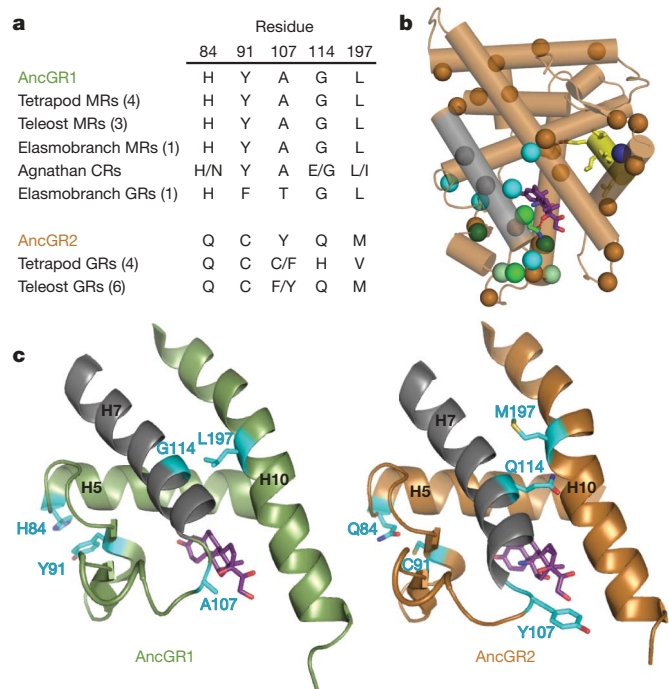 a
b
Residue
84 91 107 114 197
AncGR1 H Y A G L
Tetrapod MRs (4) H Y A G L
Teleost MRs (3) H Y A G L
Elasmobranch MRs (1) H Y A G L
Agnathan CRs H/N Y A E/G L/I
Elasmobranch GRs (1) H F T G L
AncGR2 Q C Y Q M
Tetrapod GRs (4) Q C C/F H V
Teleost GRs (6) Q C F/Y Q M
c
H7
G114
L197
H5
H10
H84
Y91
A107
AncGR1
H7
M197
Q114
H5
H10
Q84
C91
Y107
AncGR2